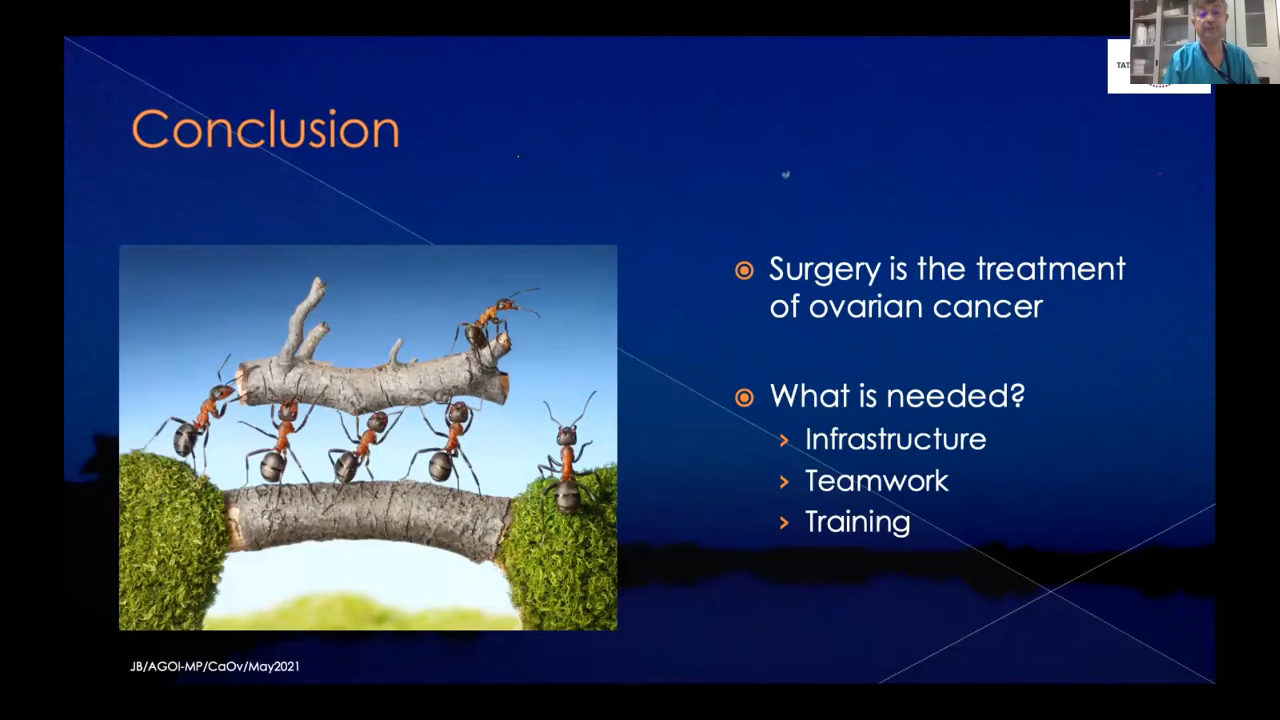 TAT
Conclusion
Surgery is the treatment
of ovarian cancer
What is needed?
Infrastructure
Teamwork
Training
JB/AGOI-MP/CaOv/May2021